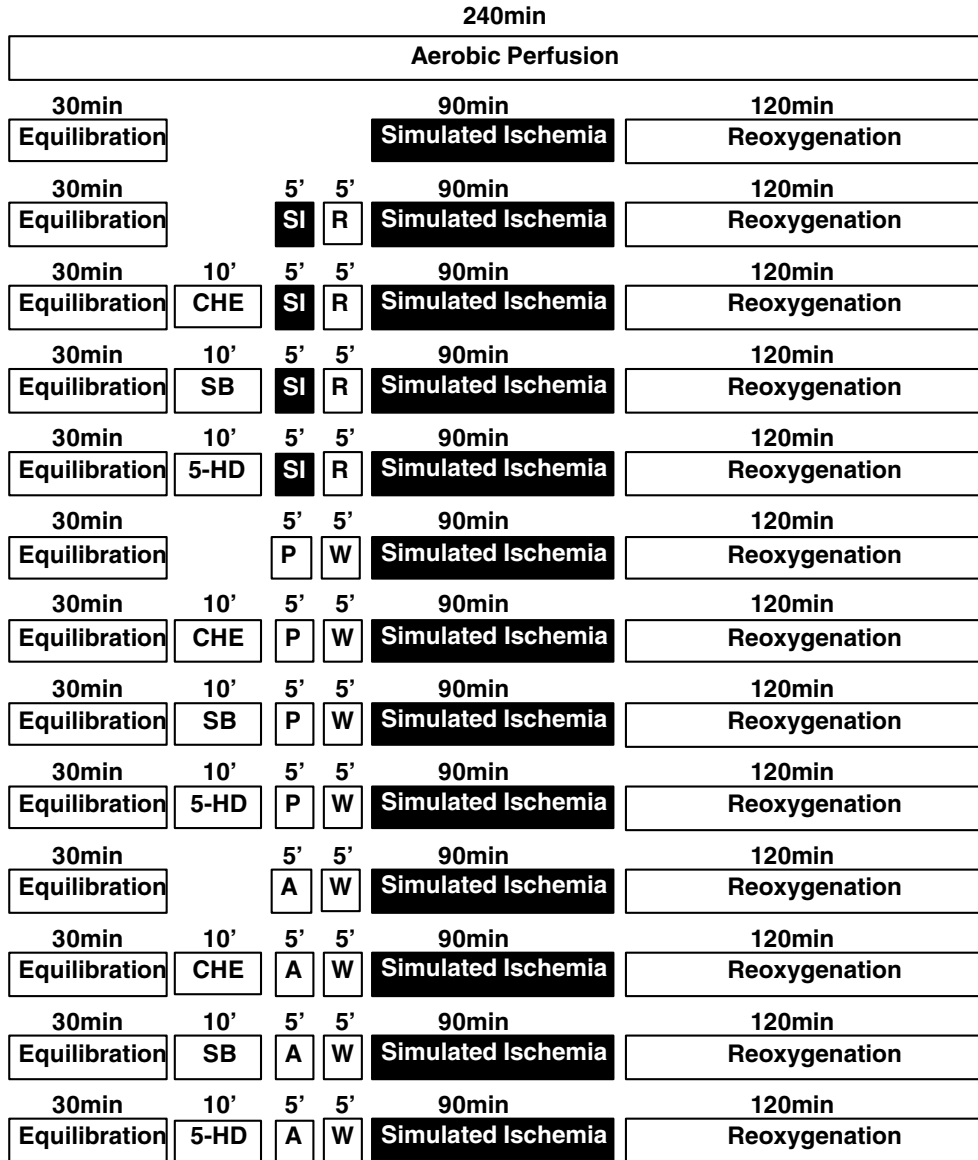 240min
Aerobic Perfusion
30min 90min 120min
Equilibration Simulated Ischemia Reoxygenation
30min 5’ 5’ 90min 120min
Equilibration SI R Simulated Ischemia Reoxygenation
30min 10’ 5’ 5’ 90min 120min
Equilibration CHE SI R Simulated Ischemia Reoxygenation
30min 10’ 5’ 5’ 90min 120min
Equilibration SB SI R Simulated Ischemia Reoxygenation
30min 10’ 5’ 5’ 90min 120min
Equilibration 5-HD SI R Simulated Ischemia Reoxygenation
30min 5’ 5’ 90min 120min
Equilibration P W Simulated Ischemia Reoxygenation
30min 10’ 5’ 5’ 90min 120min
Equilibration CHE P W Simulated Ischemia Reoxygenation
30min 10’ 5’ 5’ 90min 120min
Equilibration SB P W Simulated Ischemia Reoxygenation
30min 10’ 5’ 5’ 90min 120min
Equilibration 5-HD P W Simulated Ischemia Reoxygenation
30min 5’ 5’ 90min 120min
Equilibration A W Simulated Ischemia Reoxygenation
30min 10’ 5’ 5’ 90min 120min
Equilibration CHE A W Simulated Ischemia Reoxygenation
30min 10’ 5’ 5’ 90min 120min
Equilibration SB A W Simulated Ischemia Reoxygenation
30min 10’ 5’ 5’ 90min 120min
Equilibration 5-HD A W Simulated Ischemia Reoxygenation